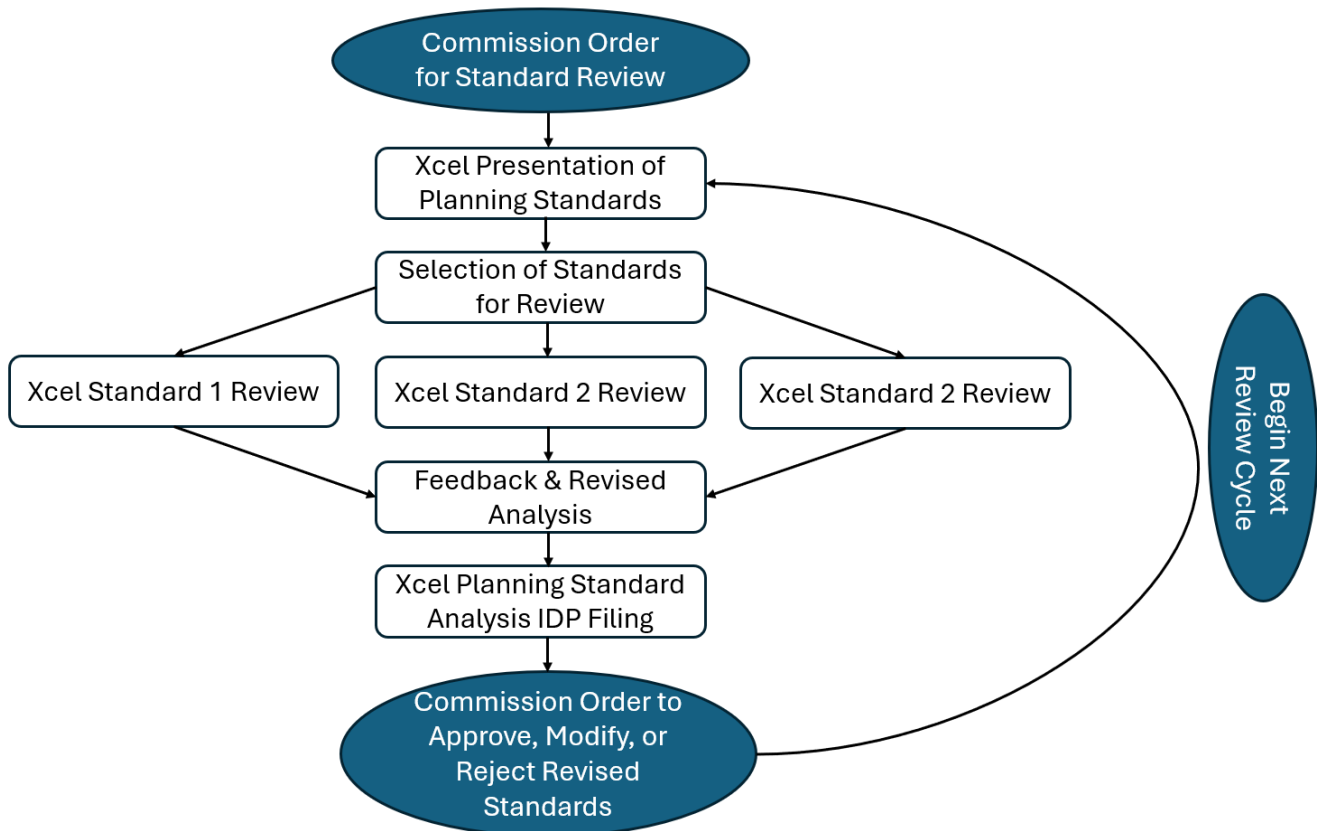 Commission Order
for Standard Review
Xcel Presentation of
Planning Standards
Selection of Standards
for Review
Xcel Standard 1 Review
Xcel Standard 2 Review
Xcel Standard 2 Review
Feedback & Revised
Analysis
Xcel Planning Standard
Analysis IDP Filing
Commission Order to
Approve, Modify, or
Reject Revised
Standards
Begin Next
Review Cycle